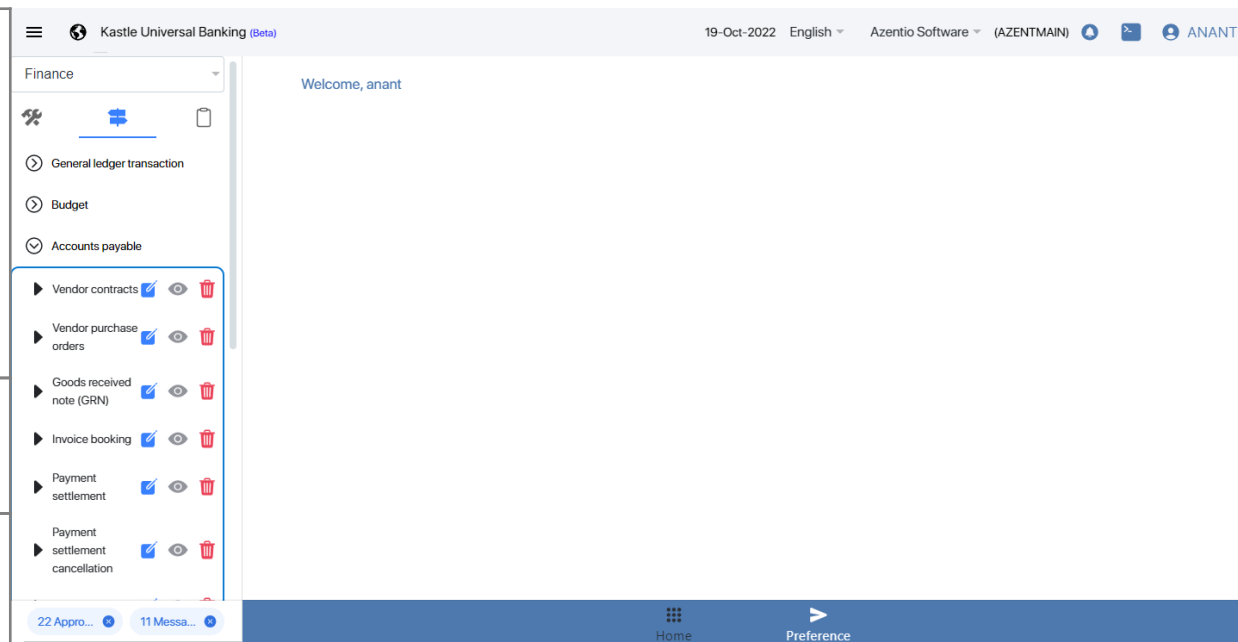 Kastle Universal Banking (Beta)
19-Oct-2022 English Azentio Software (AZENTMAIN) ANANT
Finance
Welcome, anant
General ledger transaction
Budget
Accounts payable
Vendor contracts
Vendor purchase
orders
Goods received
note (GRN)
Invoice booking
Payment
settlement
Payment
settlement
cancellation
22 Appro... 11 Messa...
Home Preference